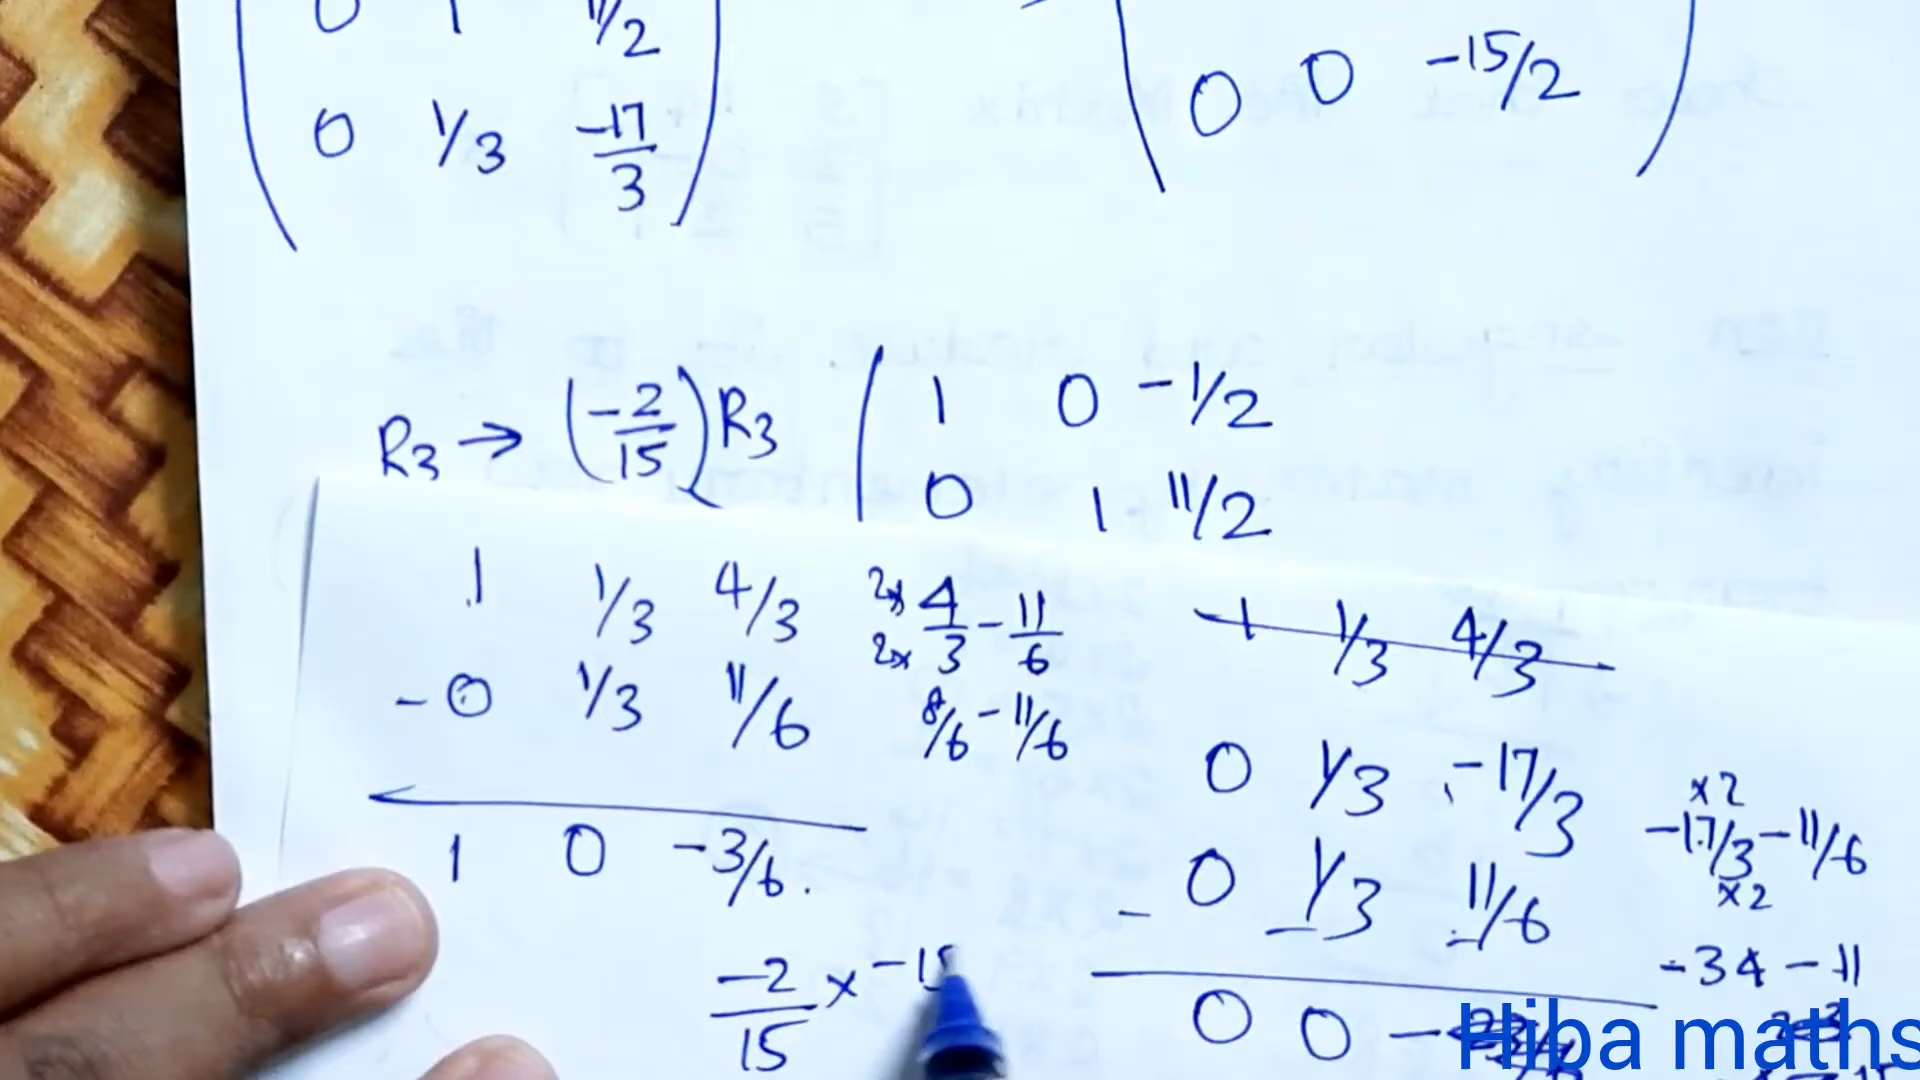 0 1 11/2
0 1/3 -17/3
0 0 -15/2
R3 → (-2/15) R3
1 0 -1/2
0 1 11/2
1 1/3 4/3
- 0 1/3 11/6
1 0 -3/6.
2x 4/3 2x - 11/6
8/6 - 11/6
1 1/3 4/3
0 1/3 -17/3
- 0 1/3 11/6
0 0 -
x2
-17/3 - 11/6
x2
-34 - 11
-2/15 x -15
Hiba maths